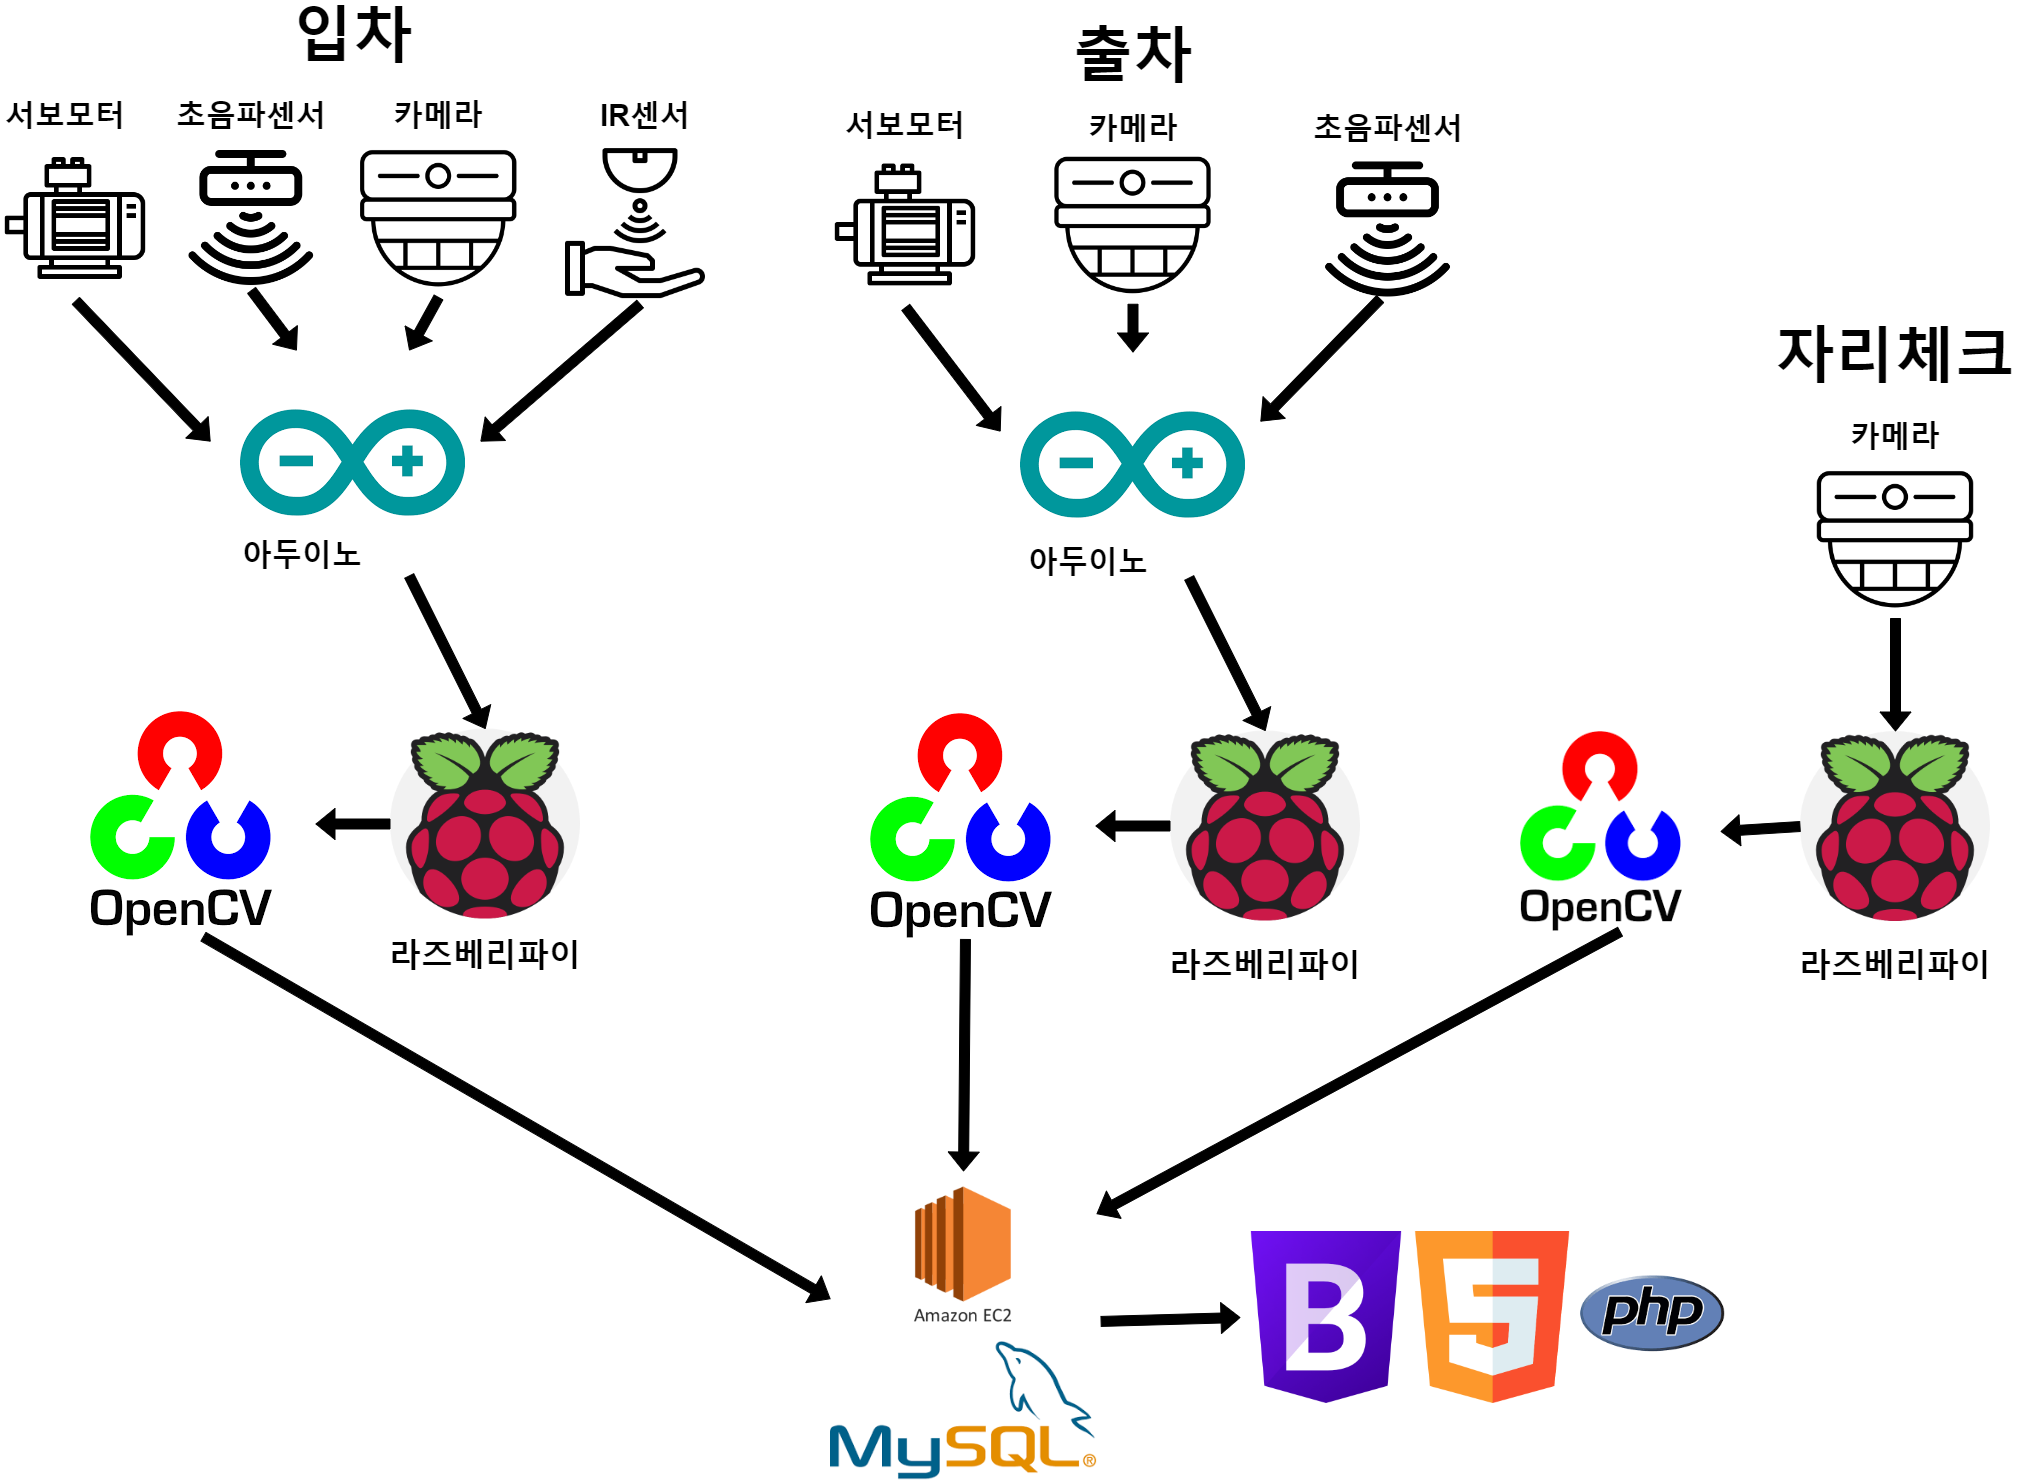 입차
서보모터
초음파센서
카메라
IR센서
아두이노
OpenCV
라즈베리파이
출차
서보모터
카메라
초음파센서
아두이노
OpenCV
라즈베리파이
자리체크
카메라
OpenCV
라즈베리파이
Amazon EC2
MySQL®
B
5
php